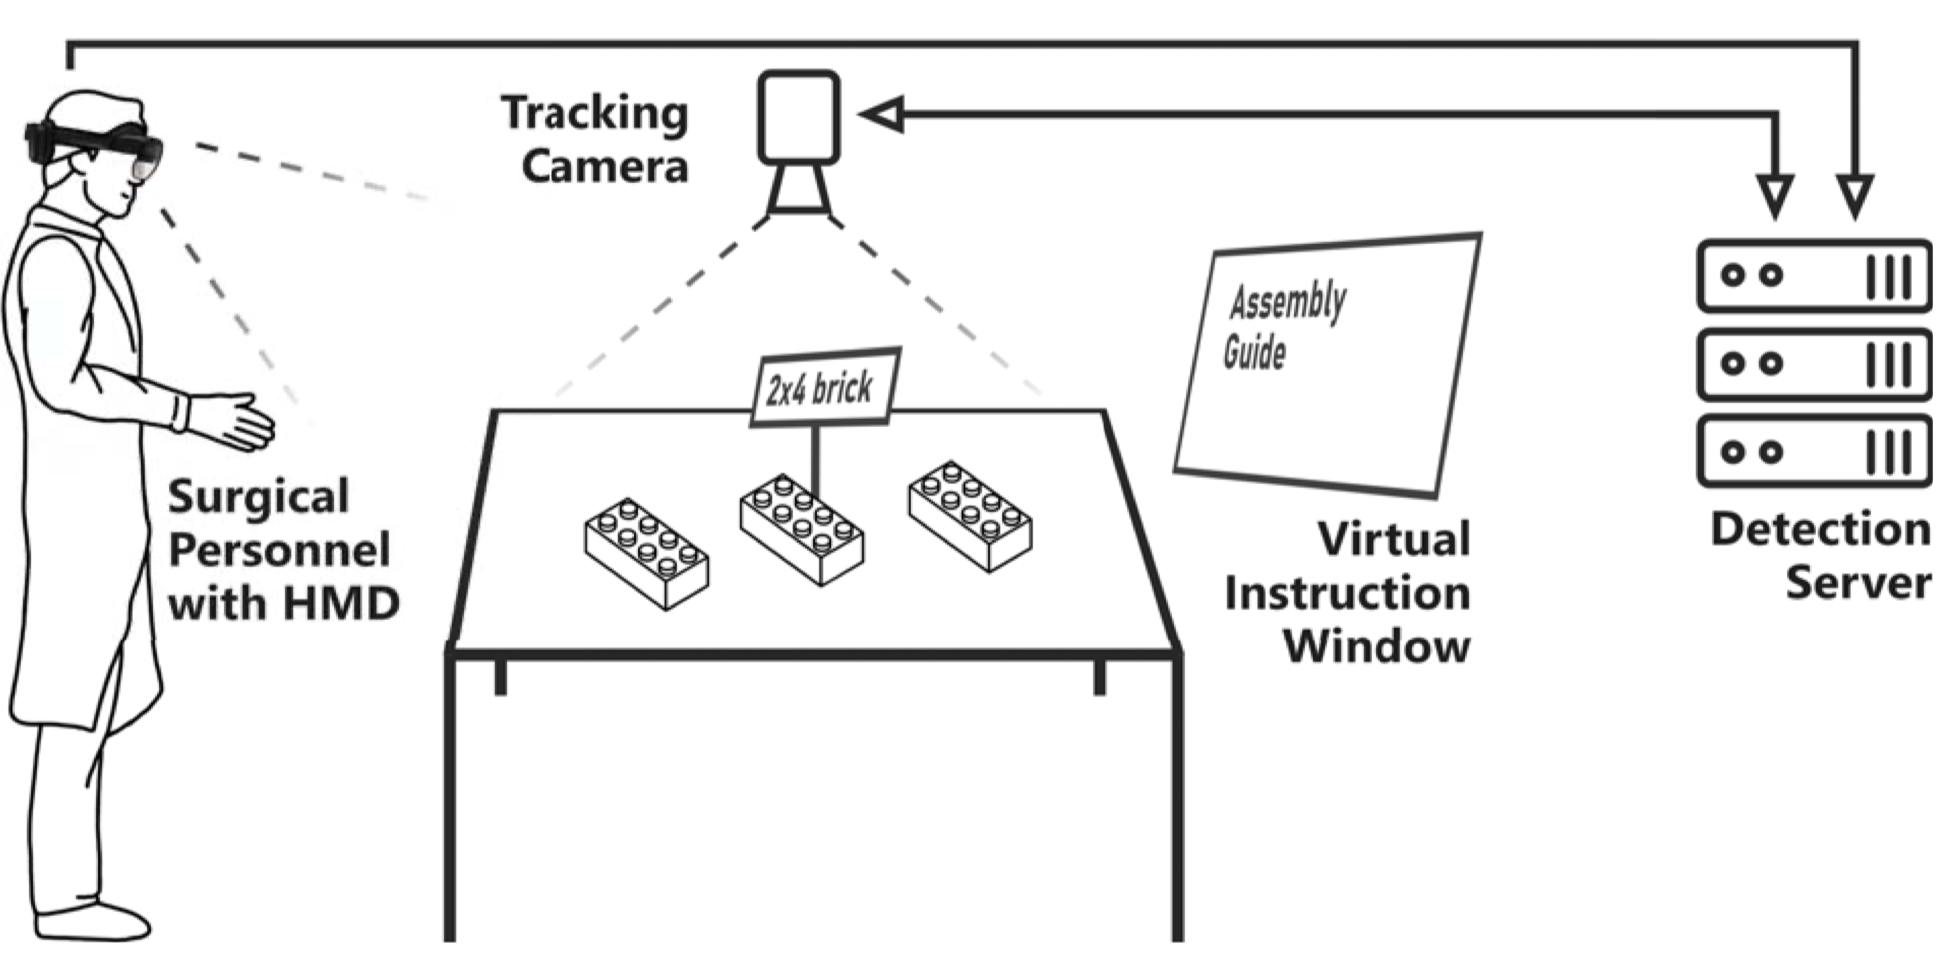 Tracking
Camera
Assembly
Guide
2x4 brick
Surgical
Personnel
with HMD
Virtual
Instruction
Window
Detection
Server